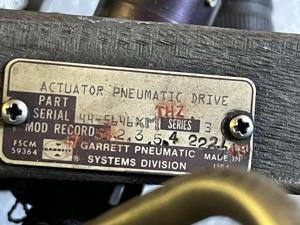 ACTUATOR PNEUMATIC DRIVE
PART
SERIAL SERIES 3
MOD RECORD 2, 3, 5, 4
FSCM GARRETT PNEUMATIC MADE IN
59364 GARRETT SYSTEMS DIVISION USA